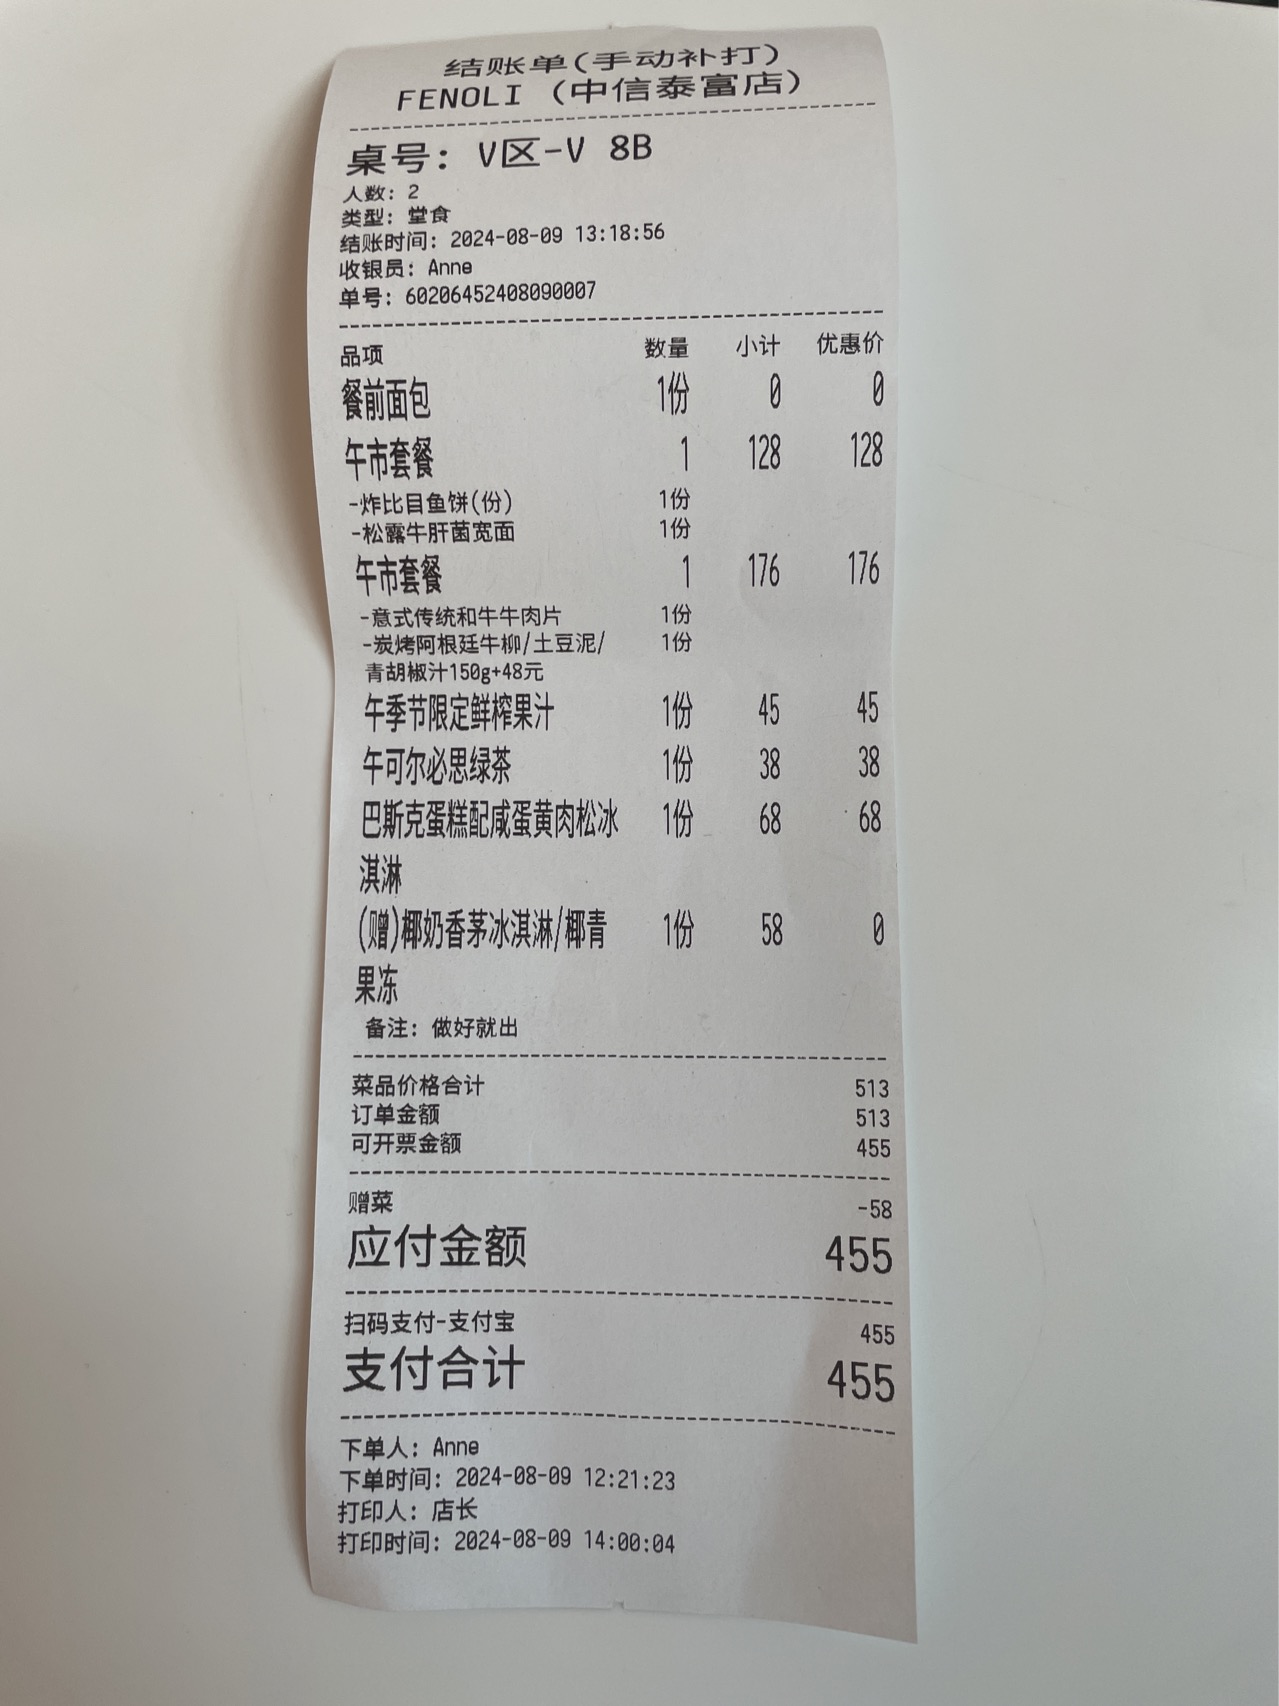 结账单(手动补打)
FENOLI (中信泰富店)
桌号: V区-V 8B
人数: 2
类型: 堂食
结账时间: 2024-08-09 13:18:56
收银员: Anne
单号: 602064524080900​07
品项 数量 小计 优惠价
餐前面包 1份 0 0
午市套餐 1 128 128
-炸比目鱼饼(份) 1份
-松露牛肝菌宽面 1份
午市套餐 1 176 176
-意式传统和牛牛肉片 1份
-炭烤阿根廷牛柳/土豆泥/ 1份
青胡椒汁150g+48元
午季节限定鲜榨果汁 1份 45 45
午可尔必思绿茶 1份 38 38
巴斯克蛋糕配咸蛋黄肉松冰 1份 68 68
淇淋
(赠)椰奶香茅冰淇淋/椰青 1份 58 0
果冻
备注: 做好就出
菜品价格合计 513
订单金额 513
可开票金额 455
赠菜 -58
应付金额 455
扫码支付-支付宝 455
支付合计 455
下单人: Anne
下单时间: 2024-08-09 12:21:23
打印人: 店长
打印时间: 2024-08-09 14:00:04